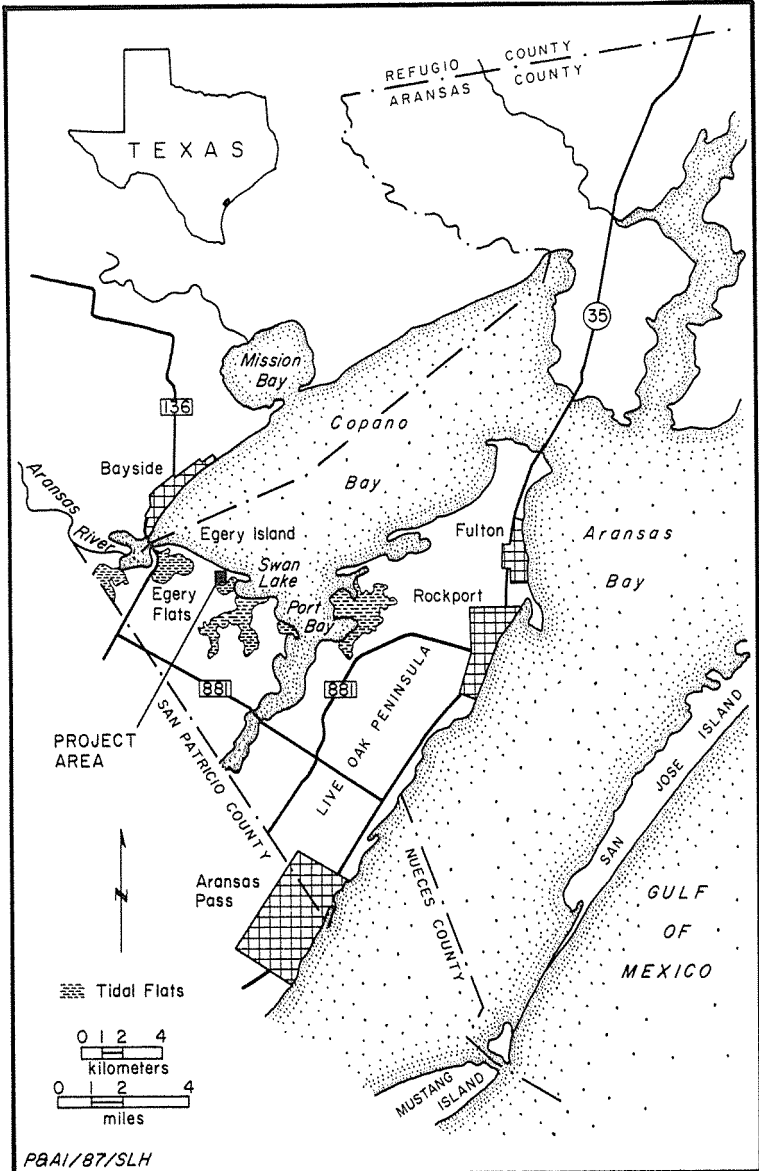 REFUGIO COUNTY
ARANSAS COUNTY
TEXAS
35
Mission
Bay
136
Copano
Bay
Bayside
Aransas
River
Egery Island
Fulton
Aransas
Bay
Swan
Lake
Egery
Flats
Port
Bay
Rockport
881
881
PROJECT
AREA
SAN PATRICIO COUNTY
LIVE OAK PENINSULA
SAN JOSE ISLAND
NUECES COUNTY
Aransas
Pass
GULF
OF
MEXICO
N
Tidal Flats
0 1 2 4
kilometers
0 1 2 4
miles
MUSTANG
ISLAND
P&AI/87/SLH